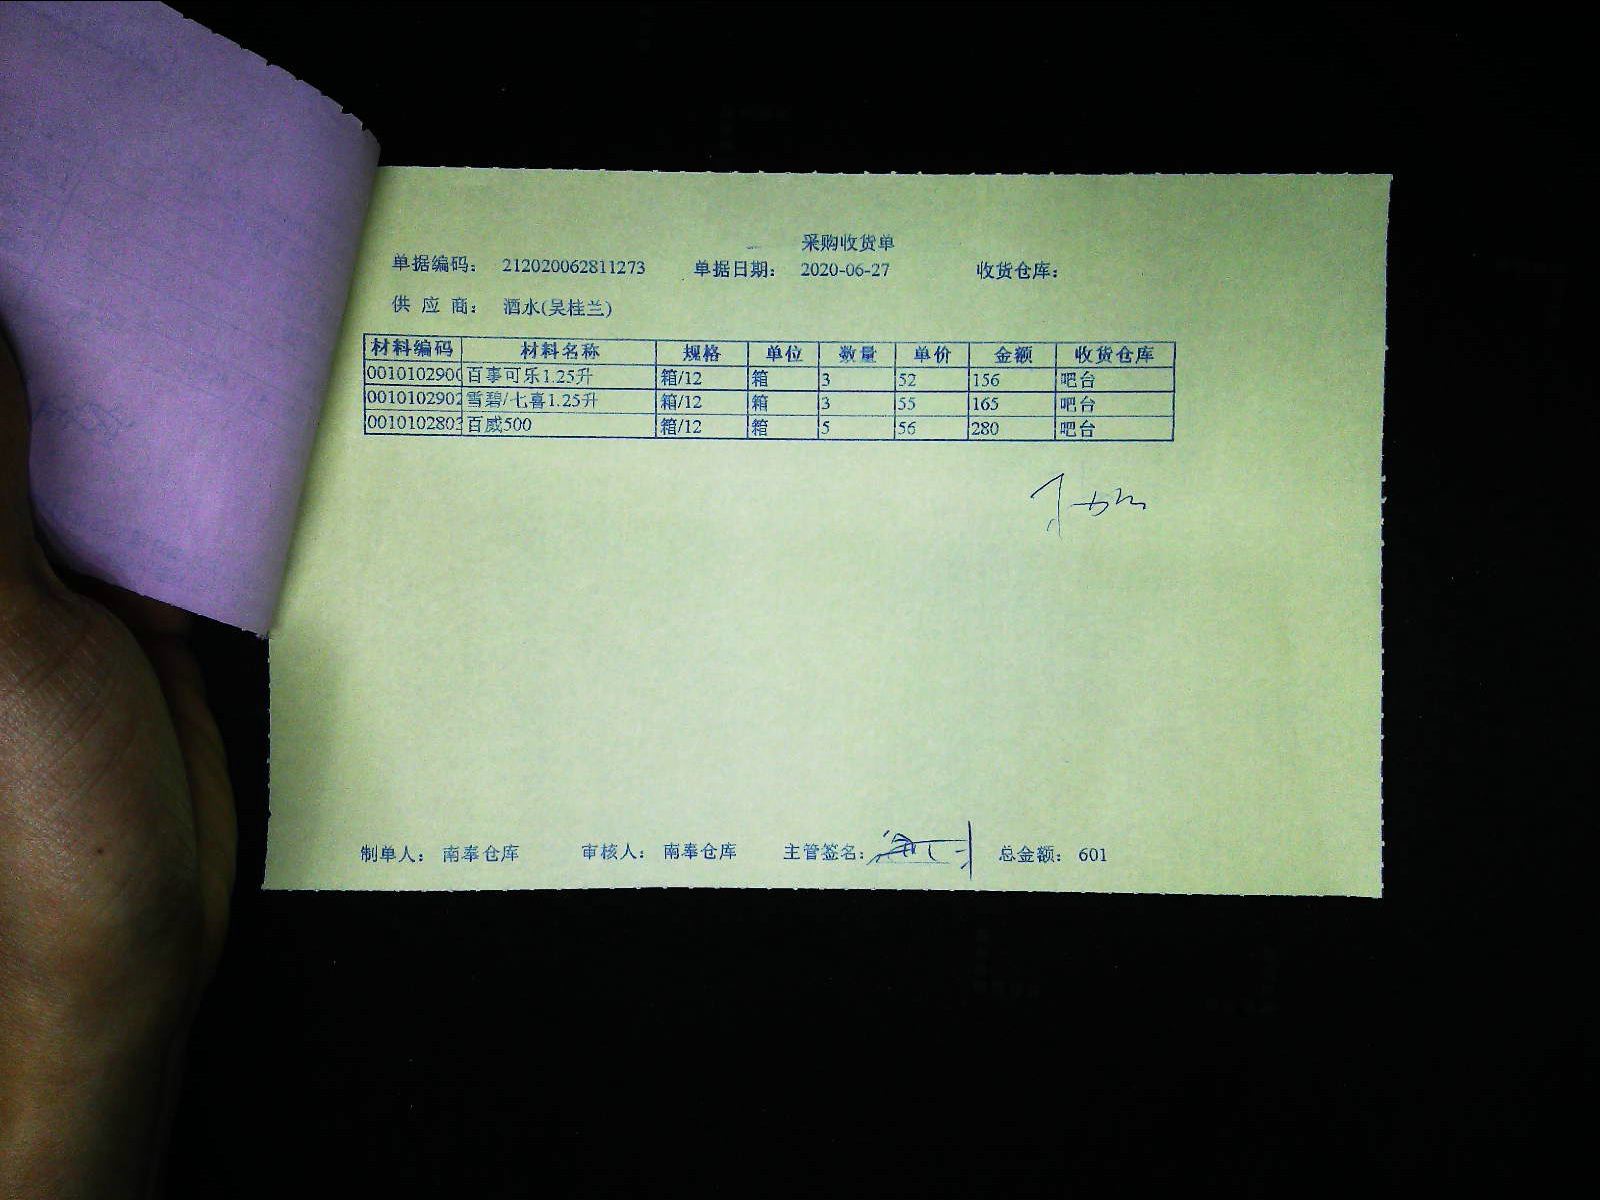 采购收货单
单据编码： 212020062811273 单据日期： 2020-06-27 收货仓库：
供 应 商： 酒水(吴桂兰)
材料编码 材料名称 规格 单位 数量 单价 金额 收货仓库
0010102900 百事可乐1.25升 箱/12 箱 3 52 156 吧台
0010102902 雪碧/七喜1.25升 箱/12 箱 3 55 165 吧台
0010102803 百威500 箱/12 箱 5 56 280 吧台
制单人： 南奉仓库 审核人： 南奉仓库 主管签名： 总金额： 601